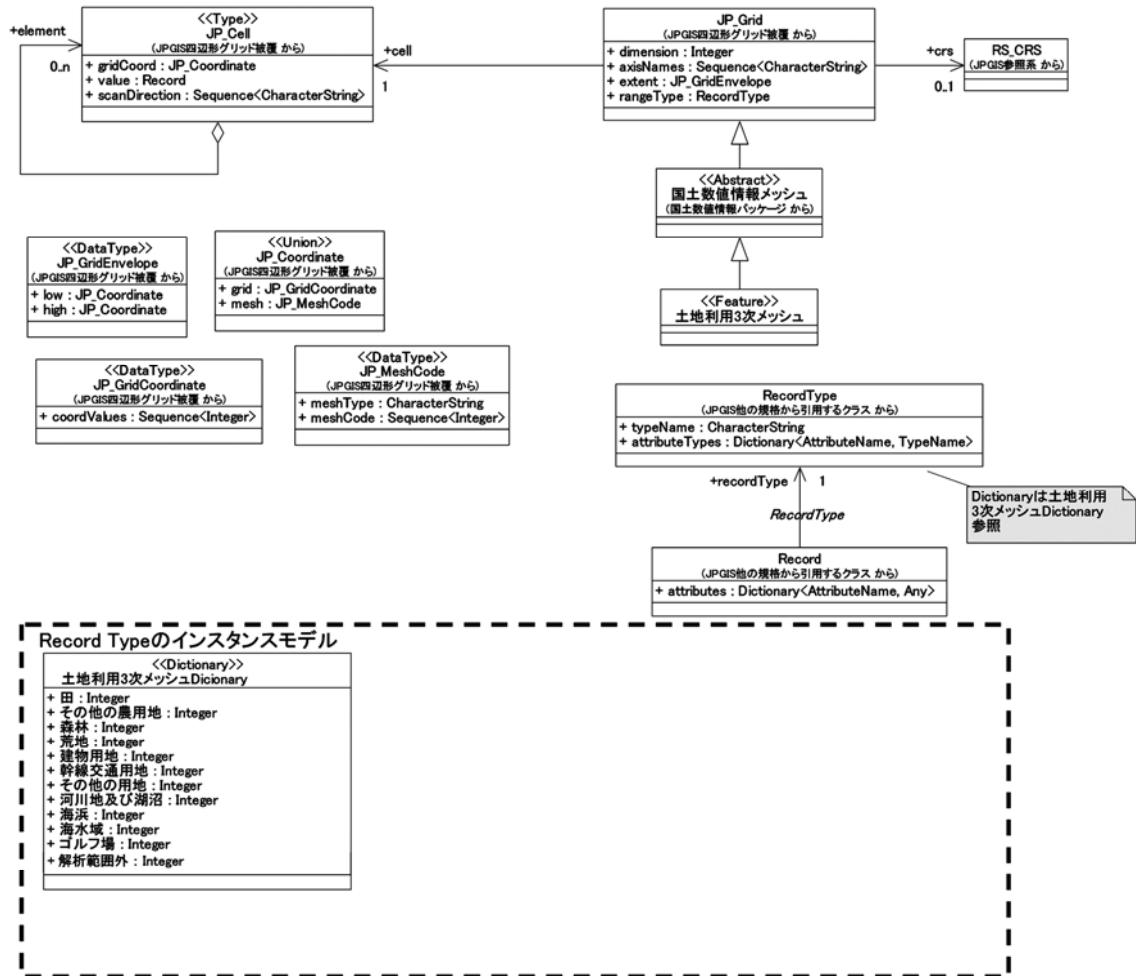 +element
0..n
<<Type>>
JP_Cell
(JPGIS四辺形グリッド被覆 から)
+ gridCoord : JP_Coordinate
+ value : Record
+ scanDirection : Sequence<CharacterString>
+cell
1
JP_Grid
(JPGIS四辺形グリッド被覆 から)
+ dimension : Integer
+ axisNames : Sequence<CharacterString>
+ extent : JP_GridEnvelope
+ rangeType : RecordType
+crs
0..1
RS_CRS
(JPGIS参照系 から)
<<Abstract>>
国土数値情報メッシュ
(国土数値情報パッケージ から)
<<Feature>>
土地利用3次メッシュ
<<DataType>>
JP_GridEnvelope
(JPGIS四辺形グリッド被覆 から)
+ low : JP_Coordinate
+ high : JP_Coordinate
<<Union>>
JP_Coordinate
(JPGIS四辺形グリッド被覆 から)
+ grid : JP_GridCoordinate
+ mesh : JP_MeshCode
<<DataType>>
JP_GridCoordinate
(JPGIS四辺形グリッド被覆 から)
+ coordValues : Sequence<Integer>
<<DataType>>
JP_MeshCode
(JPGIS四辺形グリッド被覆 から)
+ meshType : CharacterString
+ meshCode : Sequence<Integer>
RecordType
(JPGIS他の規格から引用するクラス から)
+ typeName : CharacterString
+ attributeTypes : Dictionary<AttributeName, TypeName>
+recordType
1
RecordType
Dictionaryは土地利用
3次メッシュDictionary
参照
Record
(JPGIS他の規格から引用するクラス から)
+ attributes : Dictionary<AttributeName, Any>
Record Typeのインスタンスモデル
<<Dictionary>>
土地利用3次メッシュDicionary
+ 田 : Integer
+ その他の農用地 : Integer
+ 森林 : Integer
+ 荒地 : Integer
+ 建物用地 : Integer
+ 幹線交通用地 : Integer
+ その他の用地 : Integer
+ 河川地及び湖沼 : Integer
+ 海浜 : Integer
+ 海水域 : Integer
+ ゴルフ場 : Integer
+ 解析範囲外 : Integer